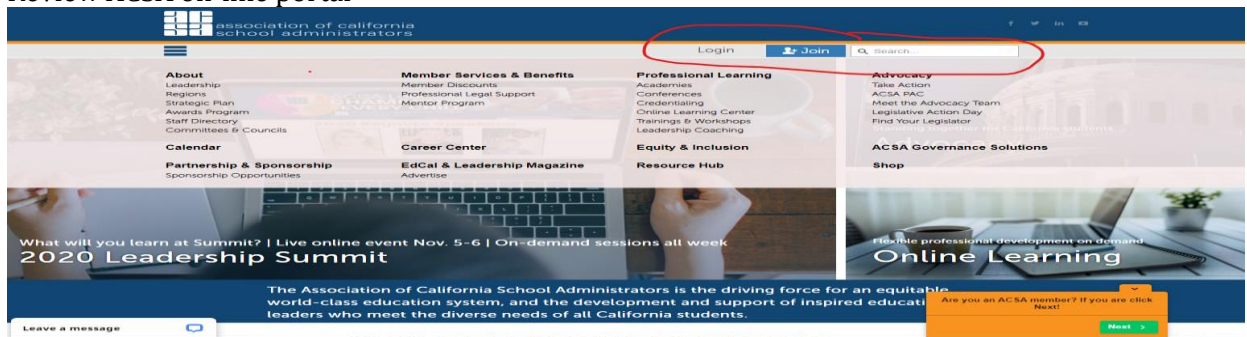 Review ACSA on-line portal
association of california
school administrators
Login
Join
Search...
About
Leadership
Regions
Strategic Plan
Awards Program
Staff Directory
Committees & Councils
Member Services & Benefits
Member Discounts
Professional Legal Support
Mentor Program
Professional Learning
Academies
Conferences
Credentialing
Online Learning Center
Trainings & Workshops
Leadership Coaching
Advocacy
Take Action
ACSA PAC
Meet the Advocacy Team
Legislative Action Day
Find Your Legislator
Calendar
Career Center
Equity & Inclusion
ACSA Governance Solutions
Partnership & Sponsorship
Sponsorship Opportunities
EdCal & Leadership Magazine
Advertise
Resource Hub
Shop
What will you learn at Summit? | Live online event Nov. 5-6 | On-demand sessions all week
2020 Leadership Summit
Flexible professional development on demand
Online Learning
The Association of California School Administrators is the driving force for an equitable
world-class education system, and the development and support of inspired educati
leaders who meet the diverse needs of all California students.
Are you an ACSA member? If you are click
Next!
Next >
Leave a message